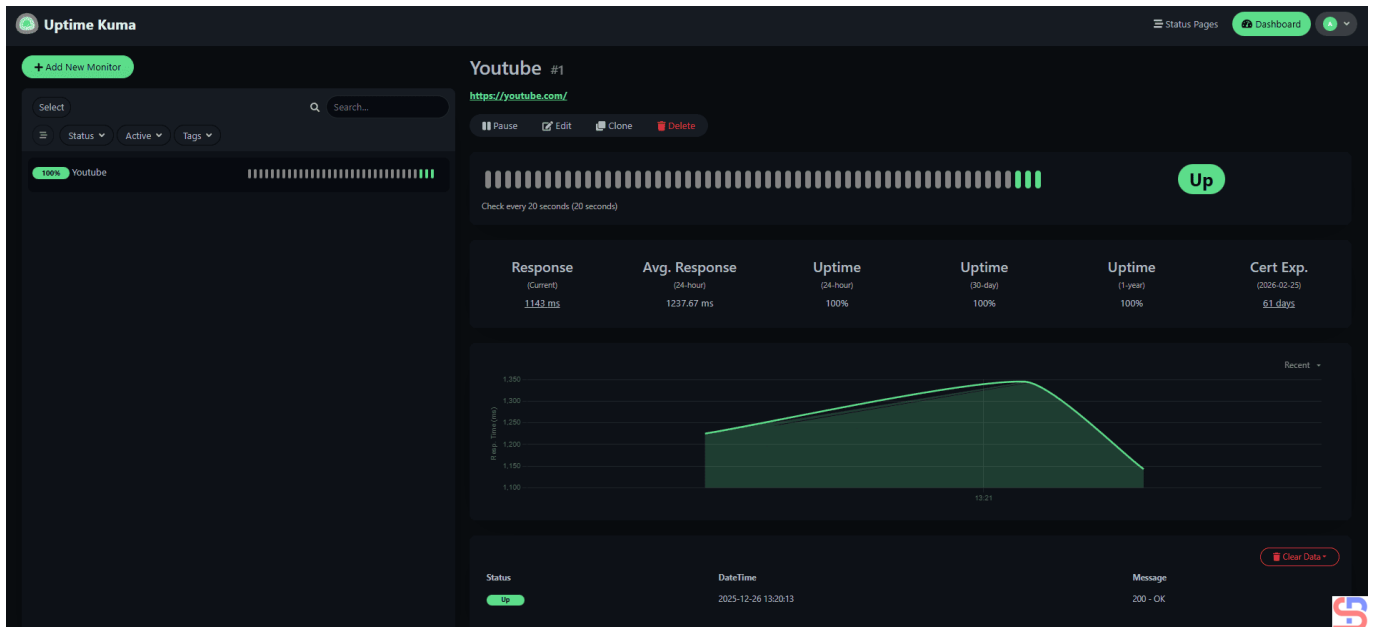 Uptime Kuma
Status Pages
Dashboard
Add New Monitor
Select
Search...
Status
Active
Tags
100% Youtube
Youtube #1
https://youtube.com/
Pause Edit Clone Delete
Up
Check every 20 seconds (20 seconds)
Response Avg. Response Uptime Uptime Uptime Cert Exp.
(Current) (24-hour) (24-hour) (30-day) (1-year) (2026-02-25)
1143 ms 1237.67 ms 100% 100% 100% 61 days
Recent
1,350
1,300
1,250
1,200
1,150
1,100
Resp. Time (ms)
13:21
Clear Data
Status DateTime Message
Up 2025-12-26 13:20:13 200 - OK